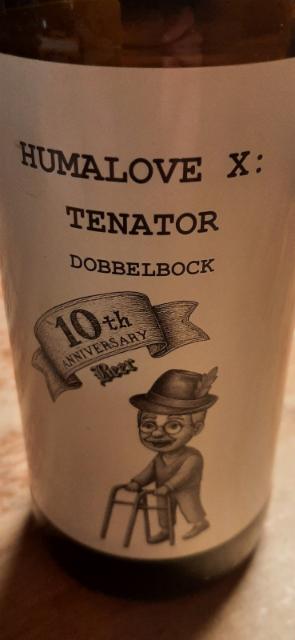 HUMALOVE X:
TENATOR
DOBBELBOCK
10th
ANNIVERSARY
Beer